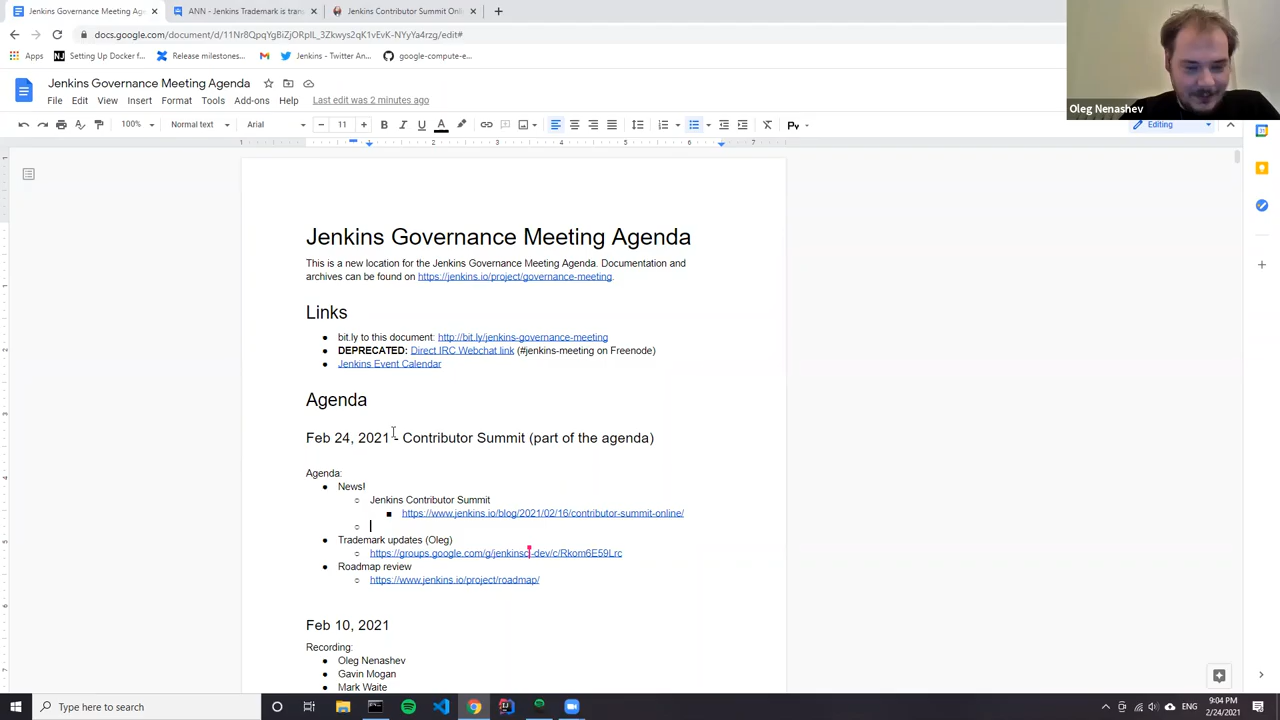 Jenkins Governance Meeting Age
ANN - Jenkins Trademark is tran
Jenkins Contributor Summit Onli
docs.google.com/document/d/11Nr8QpqYgBiZjORplL_3Zkwys2qK1vEvK-NYyYa4rzg/edit#
Apps
Setting Up Docker f...
Release milestones...
Jenkins - Twitter An...
google-compute-e...
Oleg Nenashev
Jenkins Governance Meeting Agenda
File Edit View Insert Format Tools Add-ons Help Last edit was 2 minutes ago
100% Normal text Arial 11 Editing
Jenkins Governance Meeting Agenda
This is a new location for the Jenkins Governance Meeting Agenda. Documentation and
archives can be found on https://jenkins.io/project/governance-meeting.
Links
bit.ly to this document: http://bit.ly/jenkins-governance-meeting
DEPRECATED: Direct IRC Webchat link (#jenkins-meeting on Freenode)
Jenkins Event Calendar
Agenda
Feb 24, 2021 - Contributor Summit (part of the agenda)
Agenda:
News!
Jenkins Contributor Summit
https://www.jenkins.io/blog/2021/02/16/contributor-summit-online/
Trademark updates (Oleg)
https://groups.google.com/g/jenkinsci-dev/c/Rkom6E59Lrc
Roadmap review
https://www.jenkins.io/project/roadmap/
Feb 10, 2021
Recording:
Oleg Nenashev
Gavin Mogan
Mark Waite
Type here to search
ENG
9:04 PM
2/24/2021